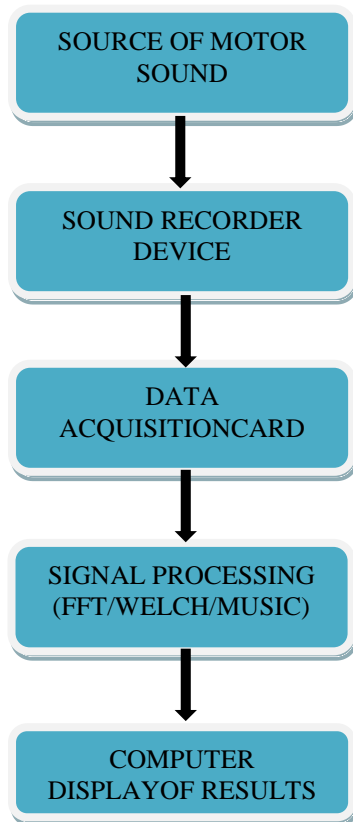 SOURCE OF MOTOR
SOUND
SOUND RECORDER
DEVICE
DATA
ACQUISITIONCARD
SIGNAL PROCESSING
(FFT/WELCH/MUSIC)
COMPUTER
DISPLAYOF RESULTS